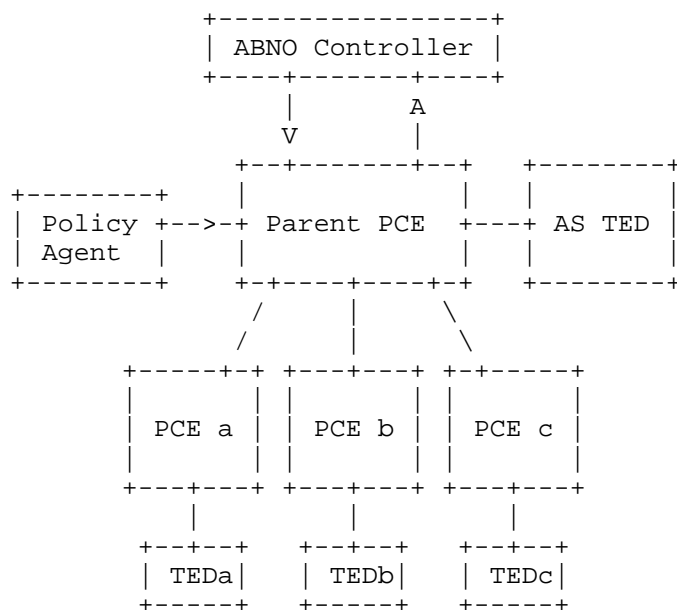 ABNO Controller
A
V
Policy Agent
Parent PCE
AS TED
PCE a
PCE b
PCE c
TEDa
TEDb
TEDc